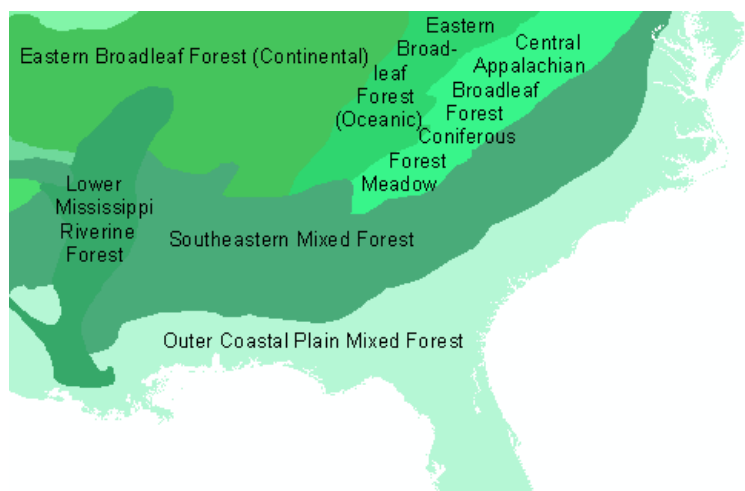 Eastern Broadleaf Forest (Continental)
Eastern
Broad-
leaf
Forest
(Oceanic)
Central
Appalachian
Broadleaf
Forest
Coniferous
Forest
Meadow
Lower
Mississippi
Riverine
Forest
Southeastern Mixed Forest
Outer Coastal Plain Mixed Forest